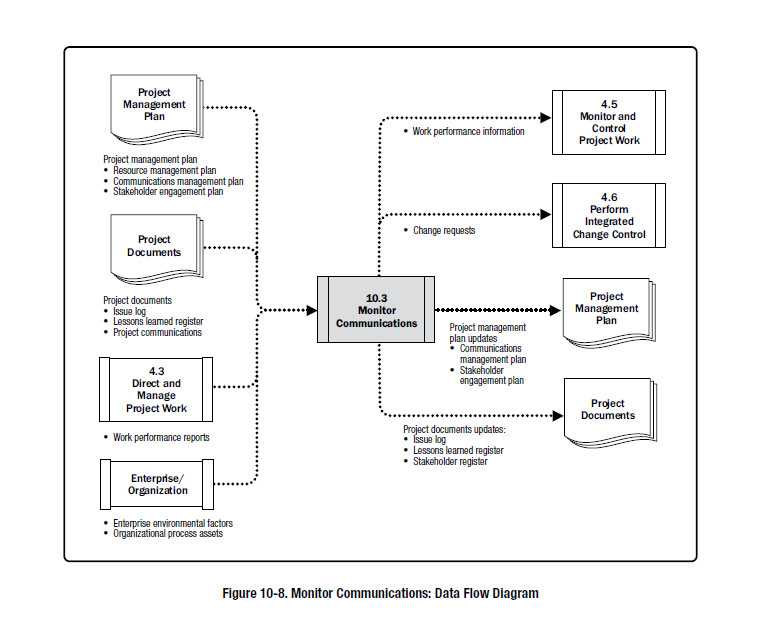 Project
Management
Plan
Project management plan
• Resource management plan
• Communications management plan
• Stakeholder engagement plan
Project
Documents
Project documents
• Issue log
• Lessons learned register
• Project communications
4.3
Direct and
Manage
Project Work
• Work performance reports
Enterprise/
Organization
• Enterprise environmental factors
• Organizational process assets
10.3
Monitor
Communications
• Work performance information
4.5
Monitor and
Control
Project Work
• Change requests
4.6
Perform
Integrated
Change Control
Project management
plan updates
• Communications
management plan
• Stakeholder
engagement plan
Project
Management
Plan
Project documents updates:
• Issue log
• Lessons learned register
• Stakeholder register
Project
Documents
Figure 10-8. Monitor Communications: Data Flow Diagram